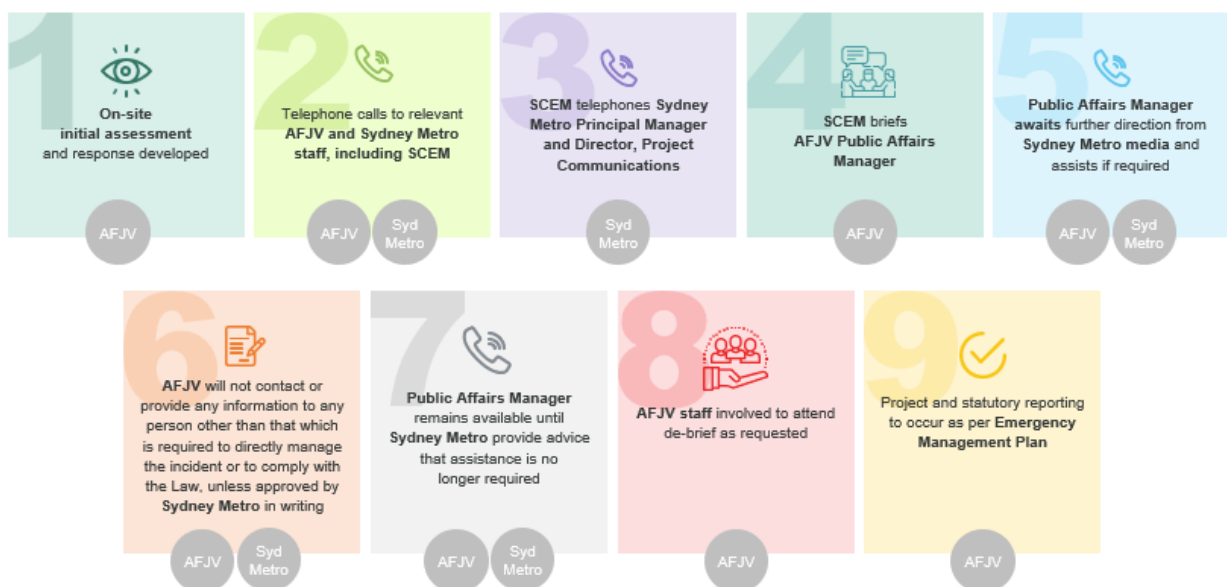 1
On-site
initial assessment
and response developed
AFJV
2
Telephone calls to relevant
AFJV and Sydney Metro
staff, including SCEM
AFJV
Syd
Metro
3
SCEM telephones Sydney
Metro Principal Manager
and Director, Project
Communications
Syd
Metro
4
SCEM briefs
AFJV Public Affairs
Manager
AFJV
5
Public Affairs Manager
awaits further direction from
Sydney Metro media and
assists if required
AFJV
Syd
Metro
6
AFJV will not contact or
provide any information to any
person other than that which
is required to directly manage
the incident or to comply with
the Law, unless approved by
Sydney Metro in writing
AFJV
Syd
Metro
7
Public Affairs Manager
remains available until
Sydney Metro provide advice
that assistance is no
longer required
AFJV
Syd
Metro
8
AFJV staff involved to attend
de-brief as requested
AFJV
9
Project and statutory reporting
to occur as per Emergency
Management Plan
AFJV